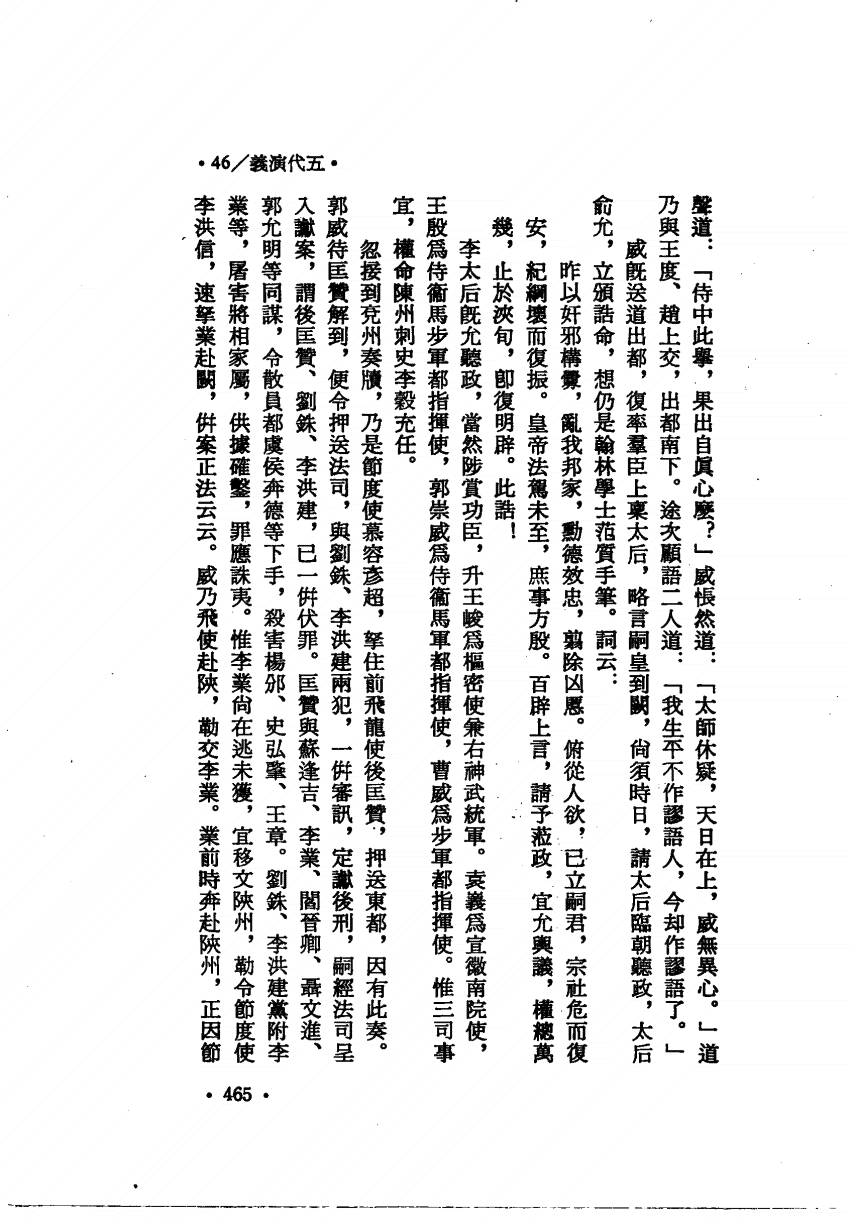 •46／義演代五•
聲道：「侍中此舉，果出自眞心麼？」威悵然道：「太師休疑，天日在上，威無異心。」道
乃與王度、趙上交，出都南下。途次顧語二人道：「我生平不作謬語人，今却作謬語了。」
威旣送道出都，復率羣臣上稟太后，略言嗣皇到闕，尙須時日，請太后臨朝聽政，太后
俞允，立頒誥命，想仍是翰林學士范質手筆。詞云：
昨以奸邪構釁，亂我邦家，勳德效忠，翦除凶慝。俯從人欲，已立嗣君，宗社危而復
安，紀綱壞而復振。皇帝法駕未至，庶事方殷。百辟上言，請予蒞政，宜允輿議，權總萬
幾，止於浹旬，卽復明辟。此誥！
李太后旣允聽政，當然陟賞功臣，升王峻爲樞密使兼右神武統軍。袁㠖爲宣徽南院使，
王殷爲侍衞馬步軍都指揮使，郭崇威爲侍衞馬軍都指揮使，曹威爲步軍都指揮使。惟三司事
宜，權命陳州刺史李穀充任。
忽接到兗州奏牘，乃是節度使慕容彥超，拏住前飛龍使後匡贊，押送東都，因有此奏。
郭威待匡贊解到，便令押送法司，與劉銖、李洪建兩犯，一倂審訊，定讞後刑，嗣經法司呈
入讞案，謂後匡贊、劉銖、李洪建，已一倂伏罪。匡贊與蘇逢吉、李業、閻晉卿、聶文進、
郭允明等同謀，令散員都虞侯奔德等下手，殺害楊邠、史弘肇、王章。劉銖、李洪建黨附李
業等，屠害將相家屬，供據確鑿，罪應誅夷。惟李業尙在逃未獲，宜移文陝州，勒令節度使
李洪信，速拏業赴闕，倂案正法云云。威乃飛使赴陝，勒交李業。業前時奔赴陝州，正因節
•465•